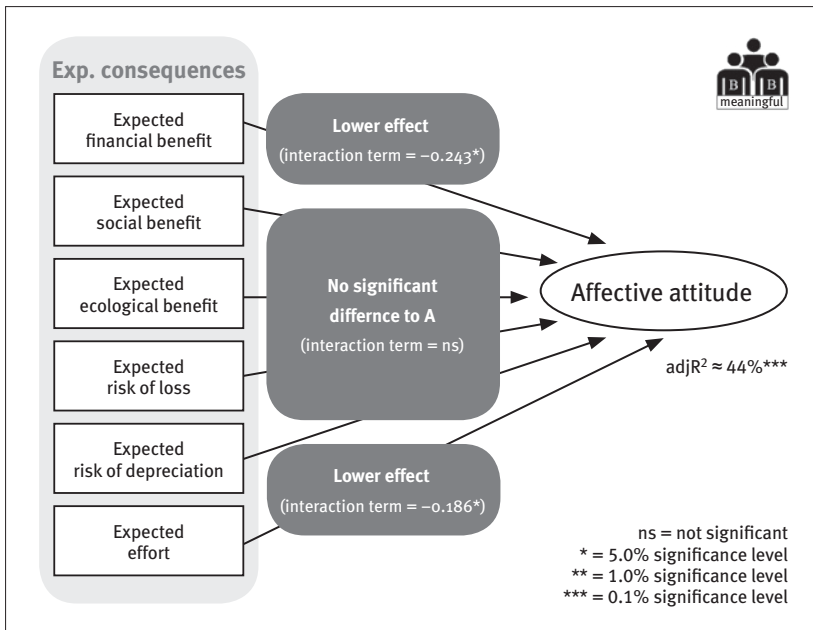 Exp. consequences
Expected
financial benefit
Expected
social benefit
Expected
ecological benefit
Expected
risk of loss
Expected
risk of depreciation
Expected
effort
Lower effect
(interaction term = –0.243*)
No significant
differnce to A
(interaction term = ns)
Lower effect
(interaction term = –0.186*)
B B
meaningful
Affective attitude
adjR² ≈ 44%***
ns = not significant
* = 5.0% significance level
** = 1.0% significance level
*** = 0.1% significance level